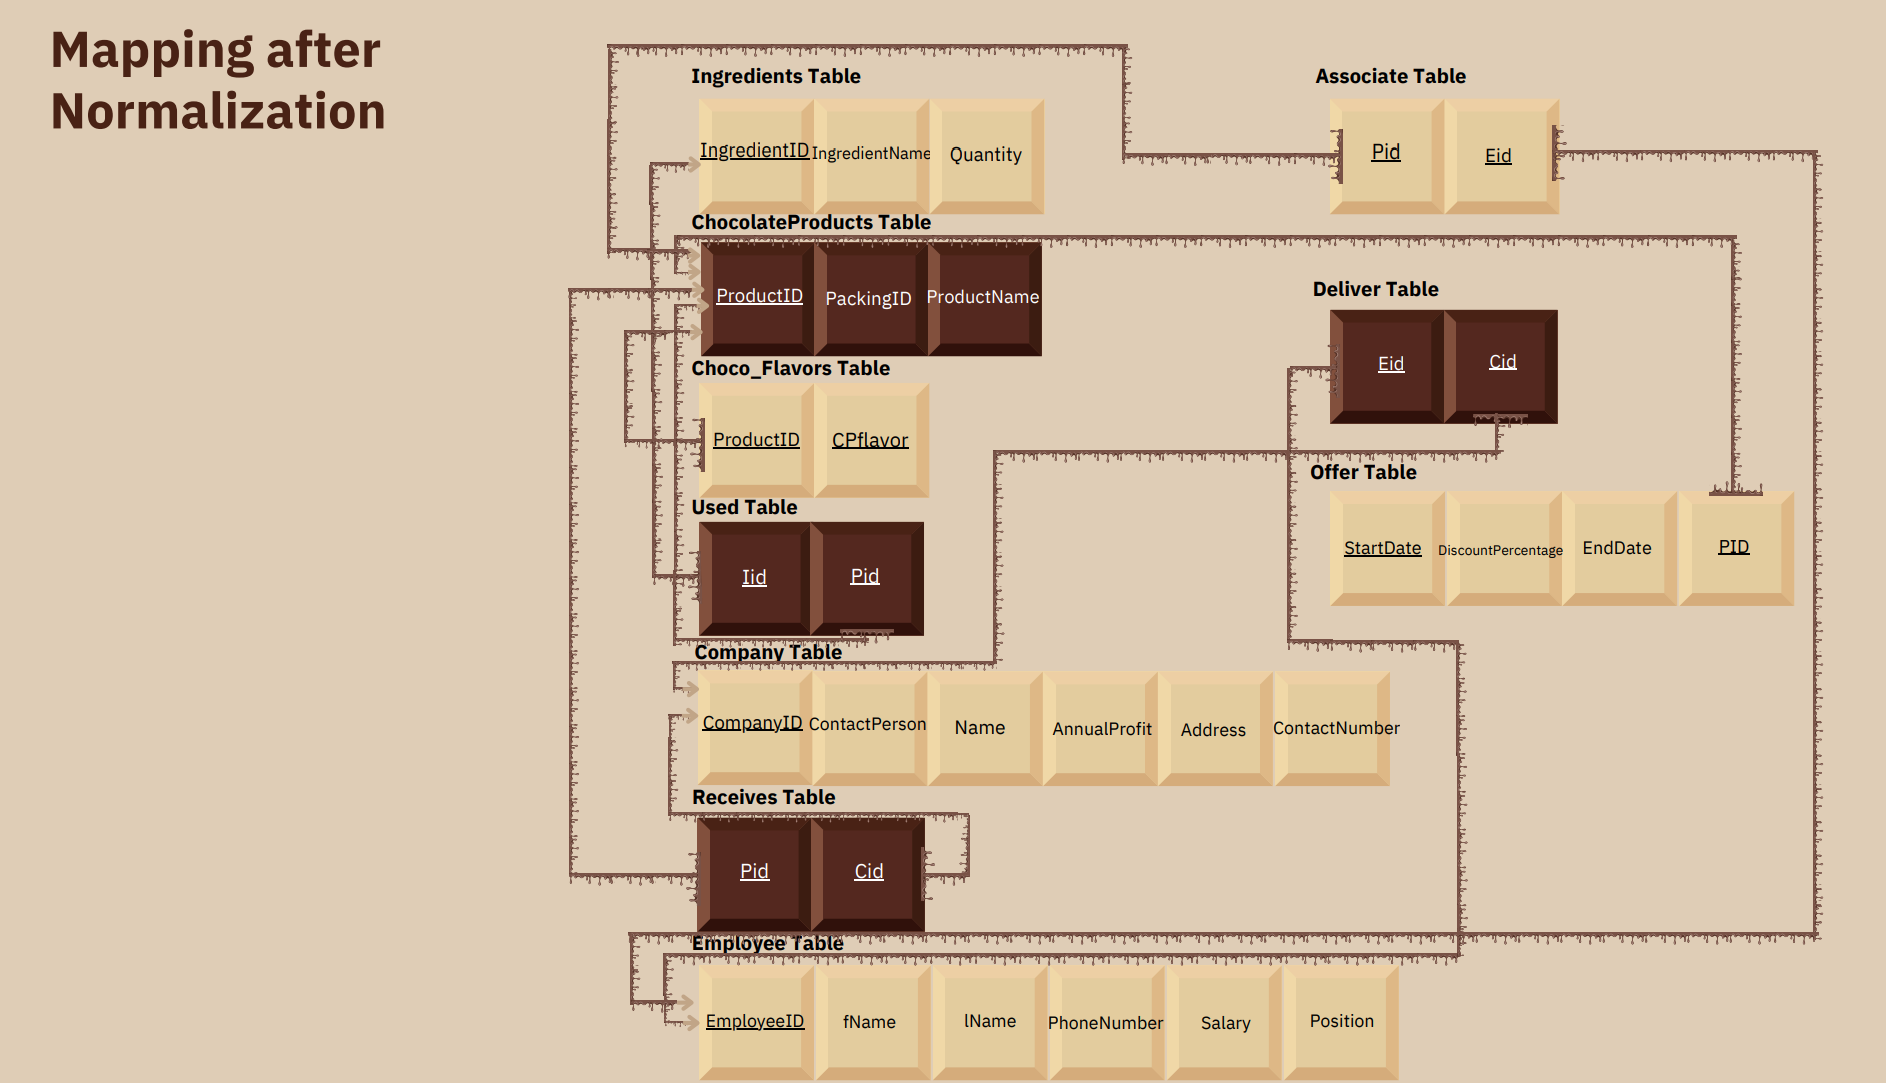 Mapping after
Normalization
Ingredients Table
IngredientID IngredientName Quantity
ChocolateProducts Table
ProductID PackingID ProductName
Choco_Flavors Table
ProductID CPflavor
Used Table
Iid Pid
Company Table
CompanyID ContactPerson Name AnnualProfit Address ContactNumber
Receives Table
Pid Cid
Employee Table
EmployeeID fName lName PhoneNumber Salary Position
Associate Table
Pid Eid
Deliver Table
Eid Cid
Offer Table
StartDate DiscountPercentage EndDate PID